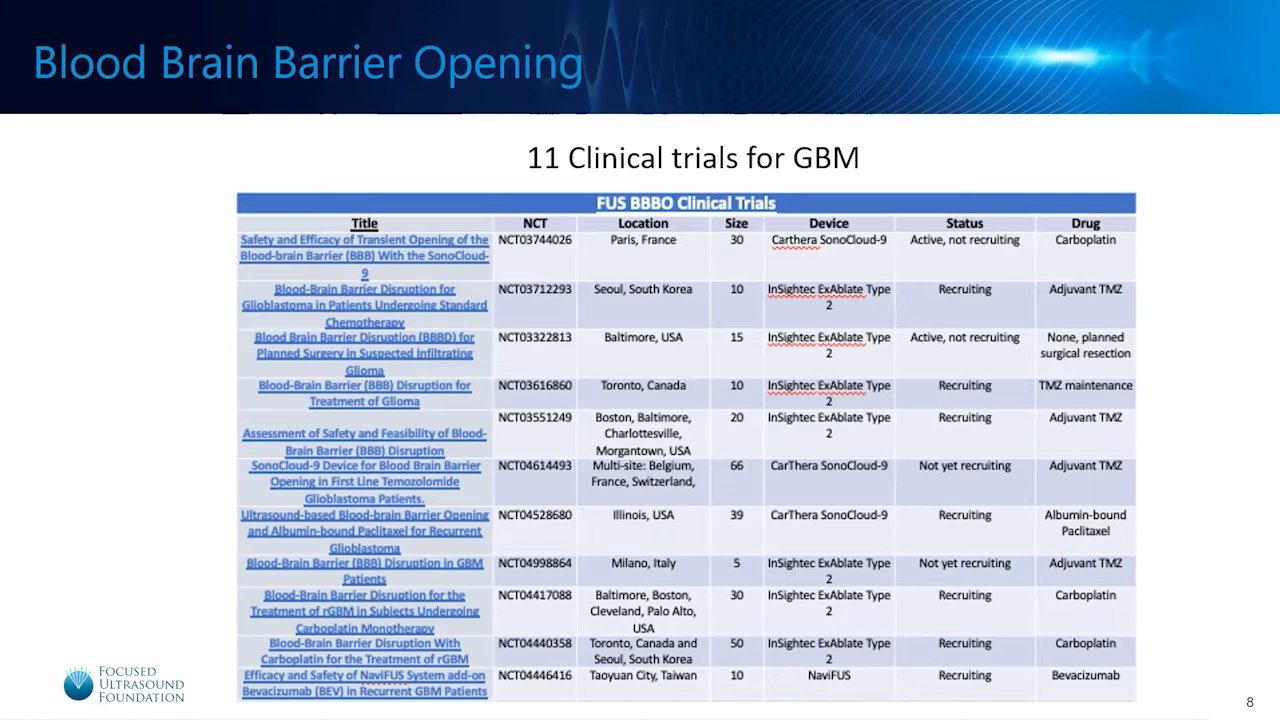 Blood Brain Barrier Opening
11 Clinical trials for GBM
FUS BBBO Clinical Trials
Title NCT Location Size Device Status Drug
Safety and Efficacy of Transient Opening of the NCT03744026 Paris, France 30 Carthera SonoCloud-9 Active, not recruiting Carboplatin
Blood-brain Barrier (BBB) With the SonoCloud-
9
Blood-Brain Barrier Disruption for NCT03712293 Seoul, South Korea 10 InSightec ExAblate Type Recruiting Adjuvant TMZ
Glioblastoma in Patients Undergoing Standard 2
Chemotherapy
Blood Brain Barrier Disruption (BBBD) for NCT03322813 Baltimore, USA 15 InSightec ExAblate Type Active, not recruiting None, planned
Planned Surgery in Suspected Infiltrating 2 surgical resection
Glioma
Blood-Brain Barrier (BBB) Disruption for NCT03616860 Toronto, Canada 10 InSightec ExAblate Type Recruiting TMZ maintenance
Treatment of Glioma 2
NCT03551249 Boston, Baltimore, 20 InSightec ExAblate Type Recruiting Adjuvant TMZ
Assessment of Safety and Feasibility of Blood- Charlottesville, 2
Brain Barrier (BBB) Disruption Morgantown, USA
SonoCloud-9 Device for Blood Brain Barrier NCT04614493 Multi-site: Belgium, 66 CarThera SonoCloud-9 Not yet recruiting Adjuvant TMZ
Opening in First Line Temozolomide France, Switzerland,
Glioblastoma Patients.
Ultrasound-based Blood-brain Barrier Opening NCT04528680 Illinois, USA 39 CarThera SonoCloud-9 Recruiting Albumin-bound
and Albumin-bound Paclitaxel for Recurrent Paclitaxel
Glioblastoma
Blood-Brain Barrier (BBB) Disruption in GBM NCT04998864 Milano, Italy 5 InSightec ExAblate Type Not yet recruiting Adjuvant TMZ
Patients 2
Blood-Brain Barrier Disruption for the NCT04417088 Baltimore, Boston, 30 InSightec ExAblate Type Recruiting Carboplatin
Treatment of rGBM in Subjects Undergoing Cleveland, Palo Alto, 2
Carboplatin Monotherapy USA
Blood-Brain Barrier Disruption With NCT04440358 Toronto, Canada and 50 InSightec ExAblate Type Recruiting Carboplatin
Carboplatin for the Treatment of rGBM Seoul, South Korea 2
Efficacy and Safety of NaviFUS System add-on NCT04446416 Taoyuan City, Taiwan 10 NaviFUS Recruiting Bevacizumab
Bevacizumab (BEV) in Recurrent GBM Patients
FOCUSED
ULTRASOUND
FOUNDATION
8